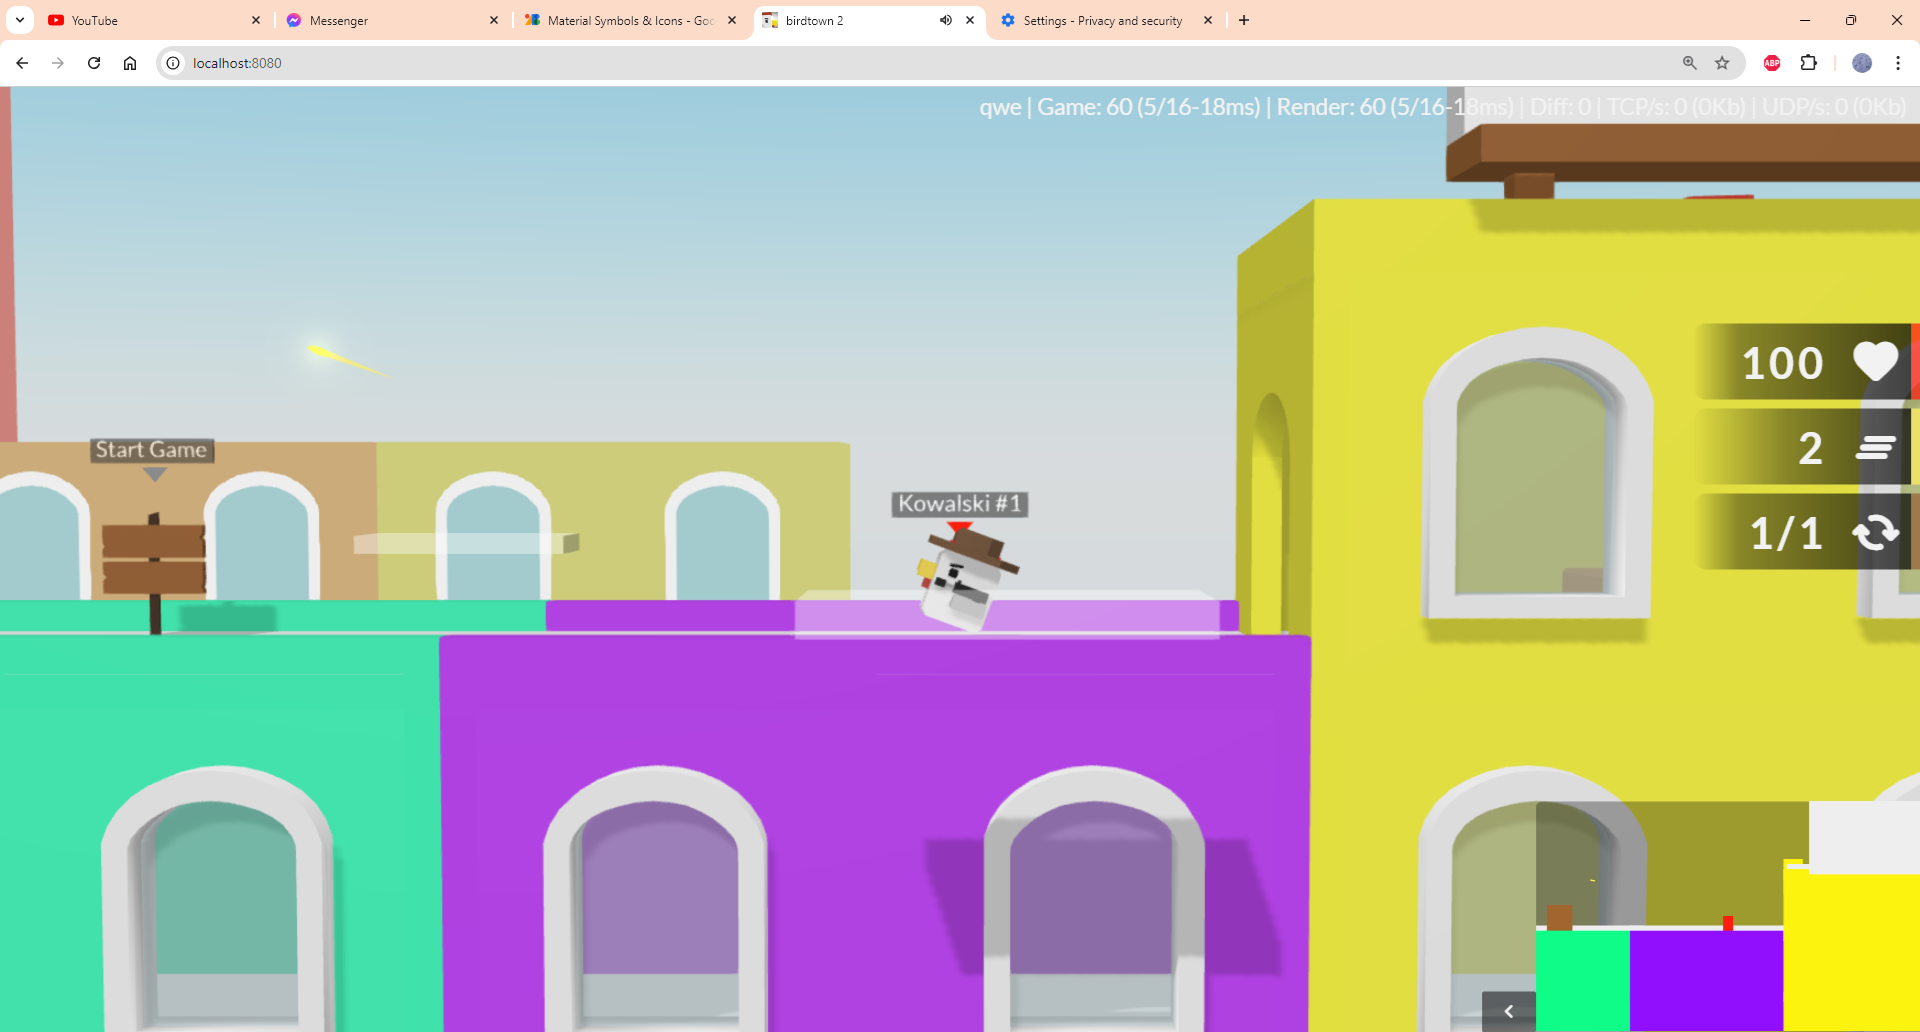 YouTube
Messenger
Material Symbols & Icons - Goo
birdtown 2
Settings - Privacy and security
localhost:8080
ABP
qwe | Game: 60 (5/16-18ms) | Render: 60 (5/16-18ms) | Diff: 0 | TCP/s: 0 (0Kb) | UDP/s: 0 (0Kb)
100
Start Game
2
Kowalski #1
1/1